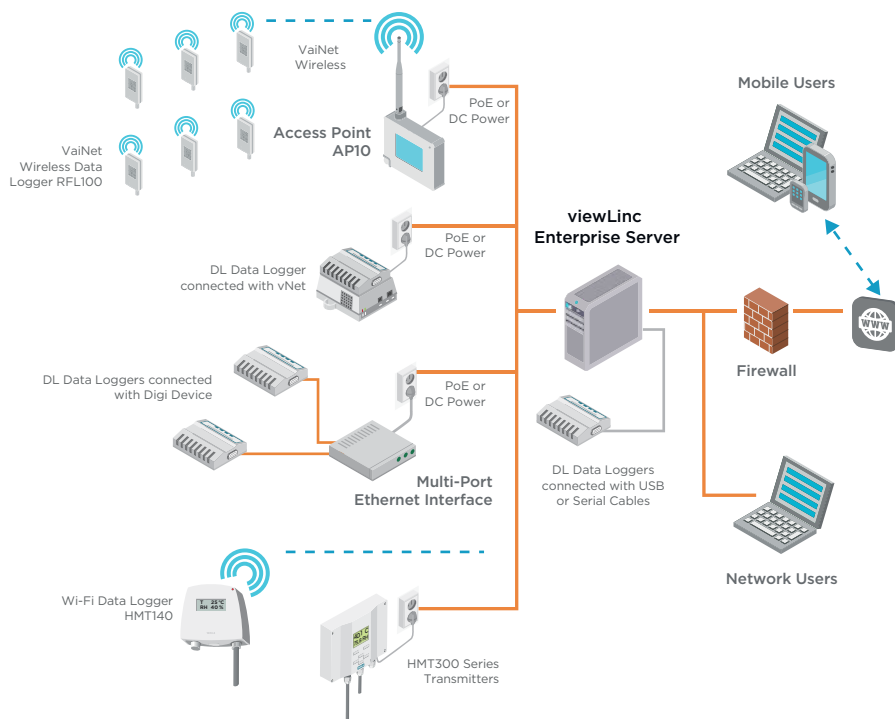 VaiNet
Wireless
Mobile Users
PoE or
DC Power
Access Point
AP10
VaiNet
Wireless Data
Logger RFL100
viewLinc
Enterprise Server
PoE or
DC Power
DL Data Logger
connected with vNet
WWW
Firewall
DL Data Loggers connected
with Digi Device
PoE or
DC Power
Multi-Port
Ethernet Interface
DL Data Loggers
connected with USB
or Serial Cables
Network Users
Wi-Fi Data Logger
HMT140
T 25°C
RH 40%
HMT300 Series
Transmitters